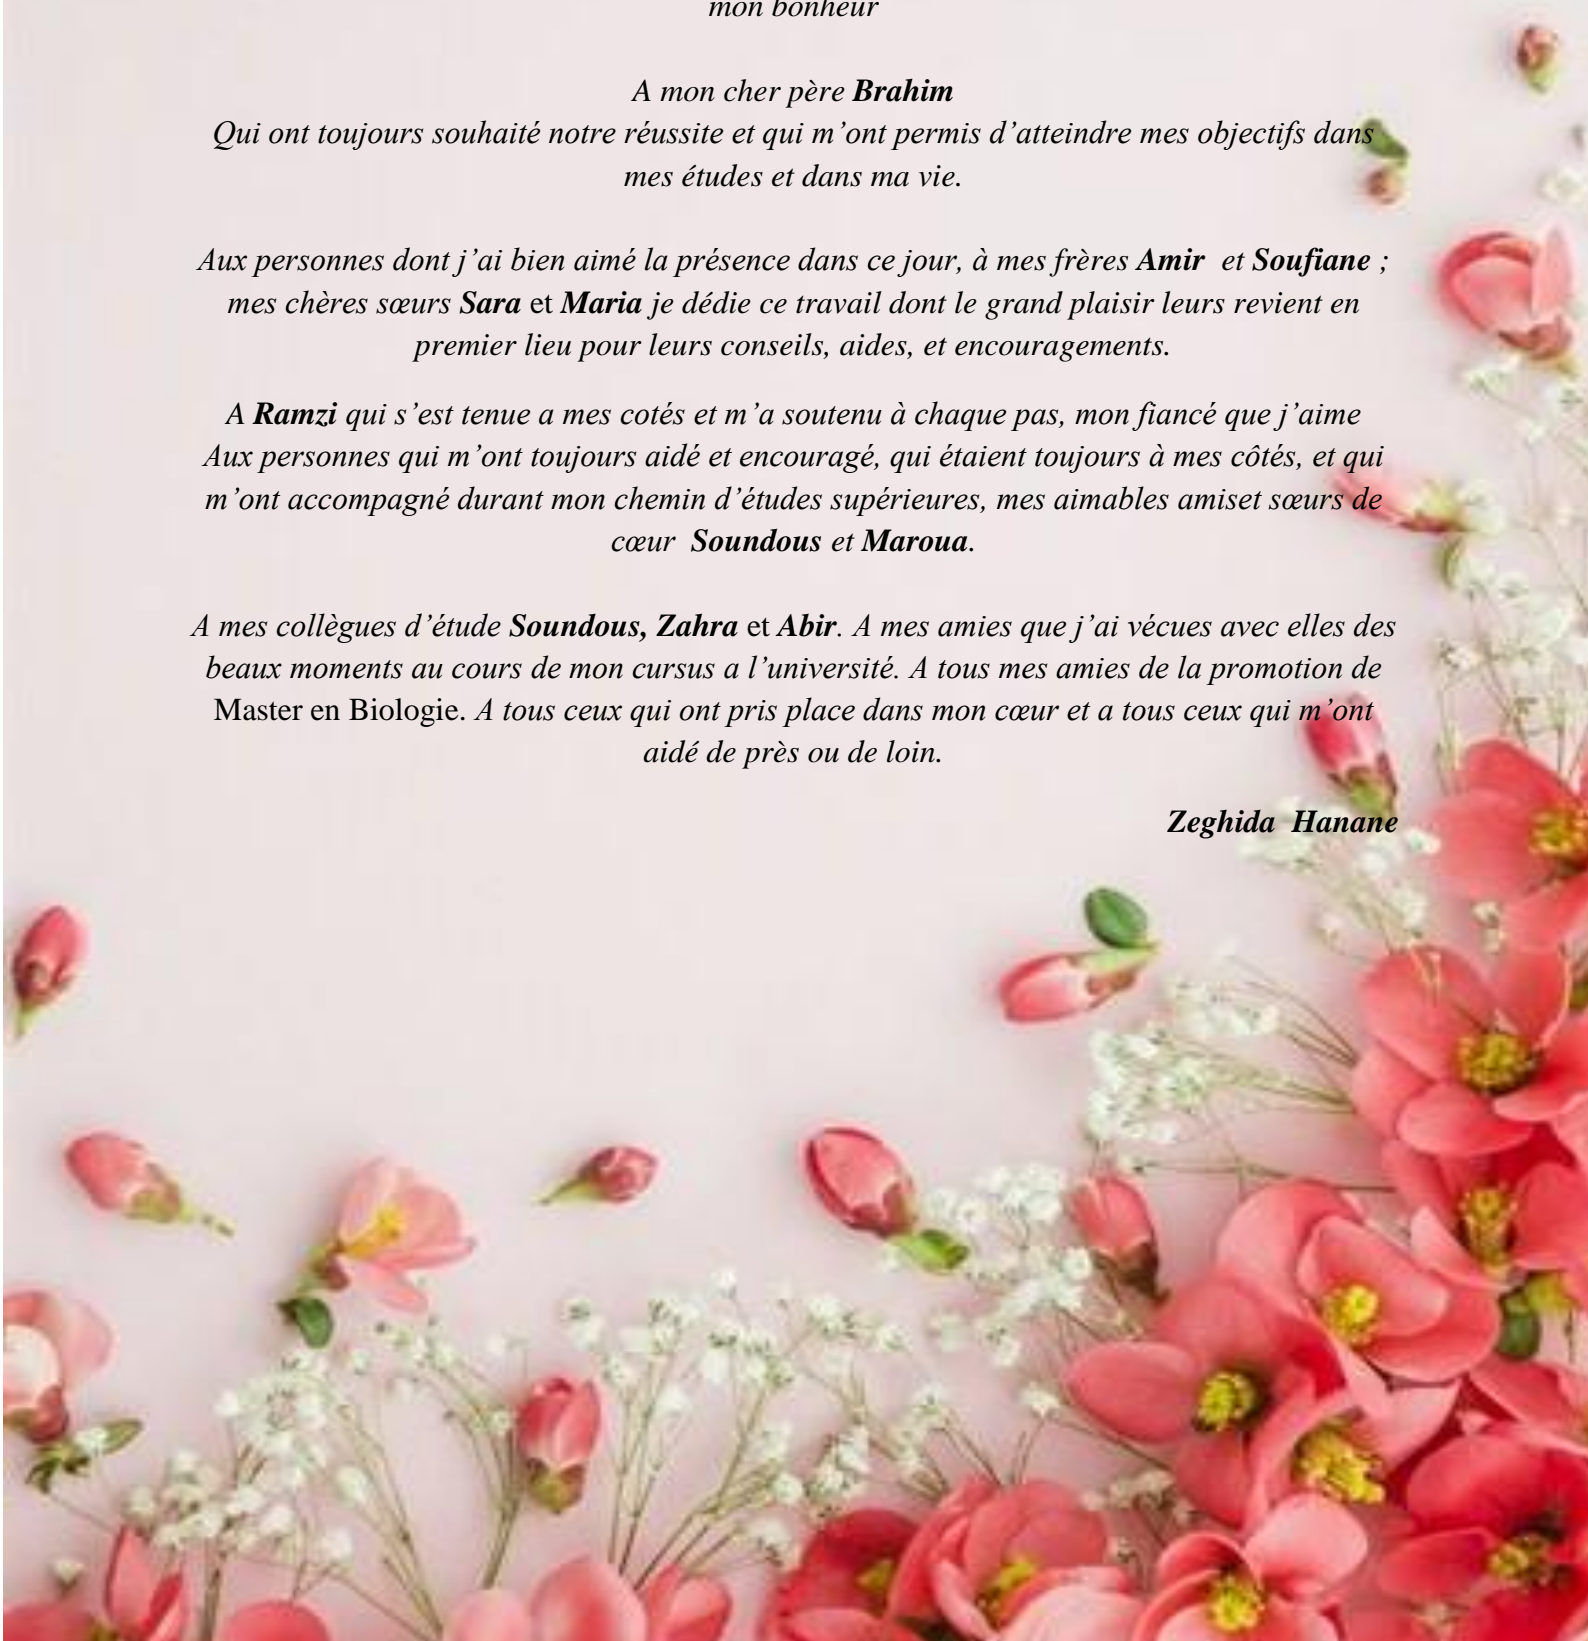 mon bonheur
A mon cher père Brahim
Qui ont toujours souhaité notre réussite et qui m’ont permis d’atteindre mes objectifs dans
mes études et dans ma vie.
Aux personnes dont j’ai bien aimé la présence dans ce jour, à mes frères Amir et Soufiane ;
mes chères sœurs Sara et Maria je dédie ce travail dont le grand plaisir leurs revient en
premier lieu pour leurs conseils, aides, et encouragements.
A Ramzi qui s’est tenue a mes cotés et m’a soutenu à chaque pas, mon fiancé que j’aime
Aux personnes qui m’ont toujours aidé et encouragé, qui étaient toujours à mes côtés, et qui
m’ont accompagné durant mon chemin d’études supérieures, mes aimables amiset sœurs de
cœur Soundous et Maroua.
A mes collègues d’étude Soundous, Zahra et Abir. A mes amies que j’ai vécues avec elles des
beaux moments au cours de mon cursus a l’université. A tous mes amies de la promotion de
Master en Biologie. A tous ceux qui ont pris place dans mon cœur et a tous ceux qui m’ont
aidé de près ou de loin.
Zeghida Hanane